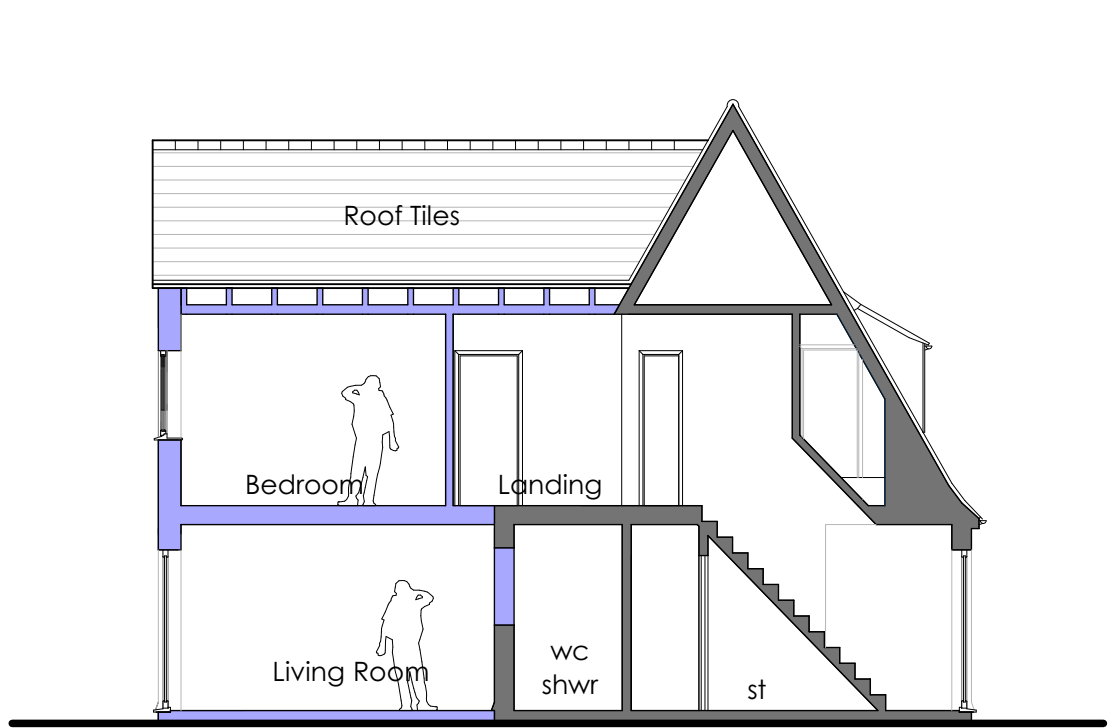 Roof Tiles
Bedroom
Landing
Living Room
wc
shwr
st